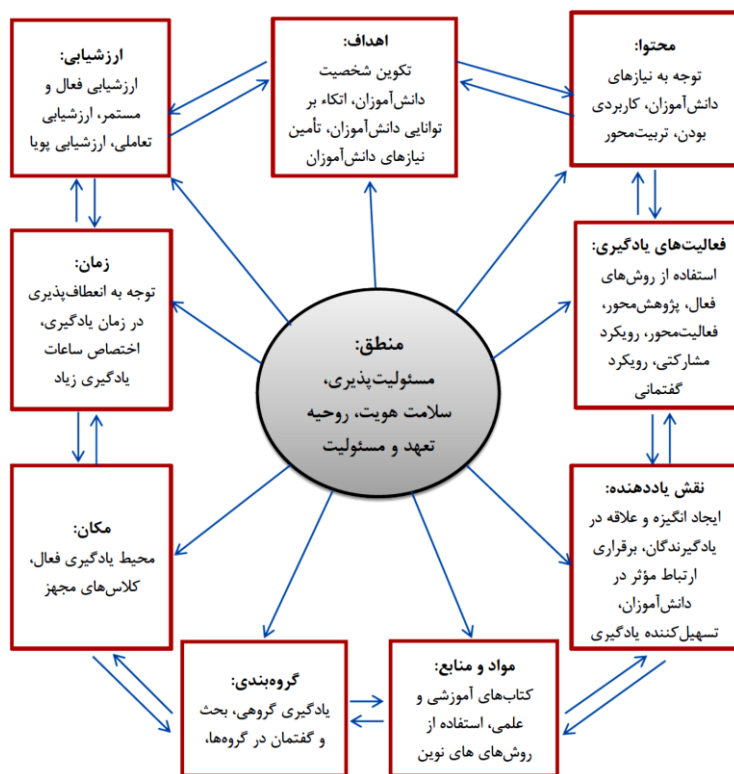 اهداف:
تکوین شخصیت
دانش‌آموزان، اتکاء بر
توانایی دانش‌آموزان، تأمین
نیازهای دانش‌آموزان
محتوا:
توجه به نیازهای
دانش‌آموزان، کاربردی
بودن، تربیت‌محور
فعالیت‌های یادگیری:
استفاده از روش‌های
فعال، پژوهش‌محور،
فعالیت‌محور، رویکرد
مشارکتی، رویکرد
گفتمانی
نقش یاددهنده:
ایجاد انگیزه و علاقه در
یادگیرندگان، برقراری
ارتباط مؤثر در
دانش‌آموزان،
تسهیل‌کننده یادگیری
مواد و منابع:
کتاب‌های آموزشی و
علمی، استفاده از
روش‌های های نوین
گروه‌بندی:
یادگیری گروهی، بحث
و گفتمان در گروه‌ها،
مکان:
محیط یادگیری فعال،
کلاس‌های مجهز
زمان:
توجه به انعطاف‌پذیری
در زمان یادگیری،
اختصاص ساعات
یادگیری زیاد
ارزشیابی:
ارزشیابی فعال و
مستمر، ارزشیابی
تعاملی، ارزشیابی پویا
منطق:
مسئولیت‌پذیری،
سلامت هویت، روحیه
تعهد و مسئولیت